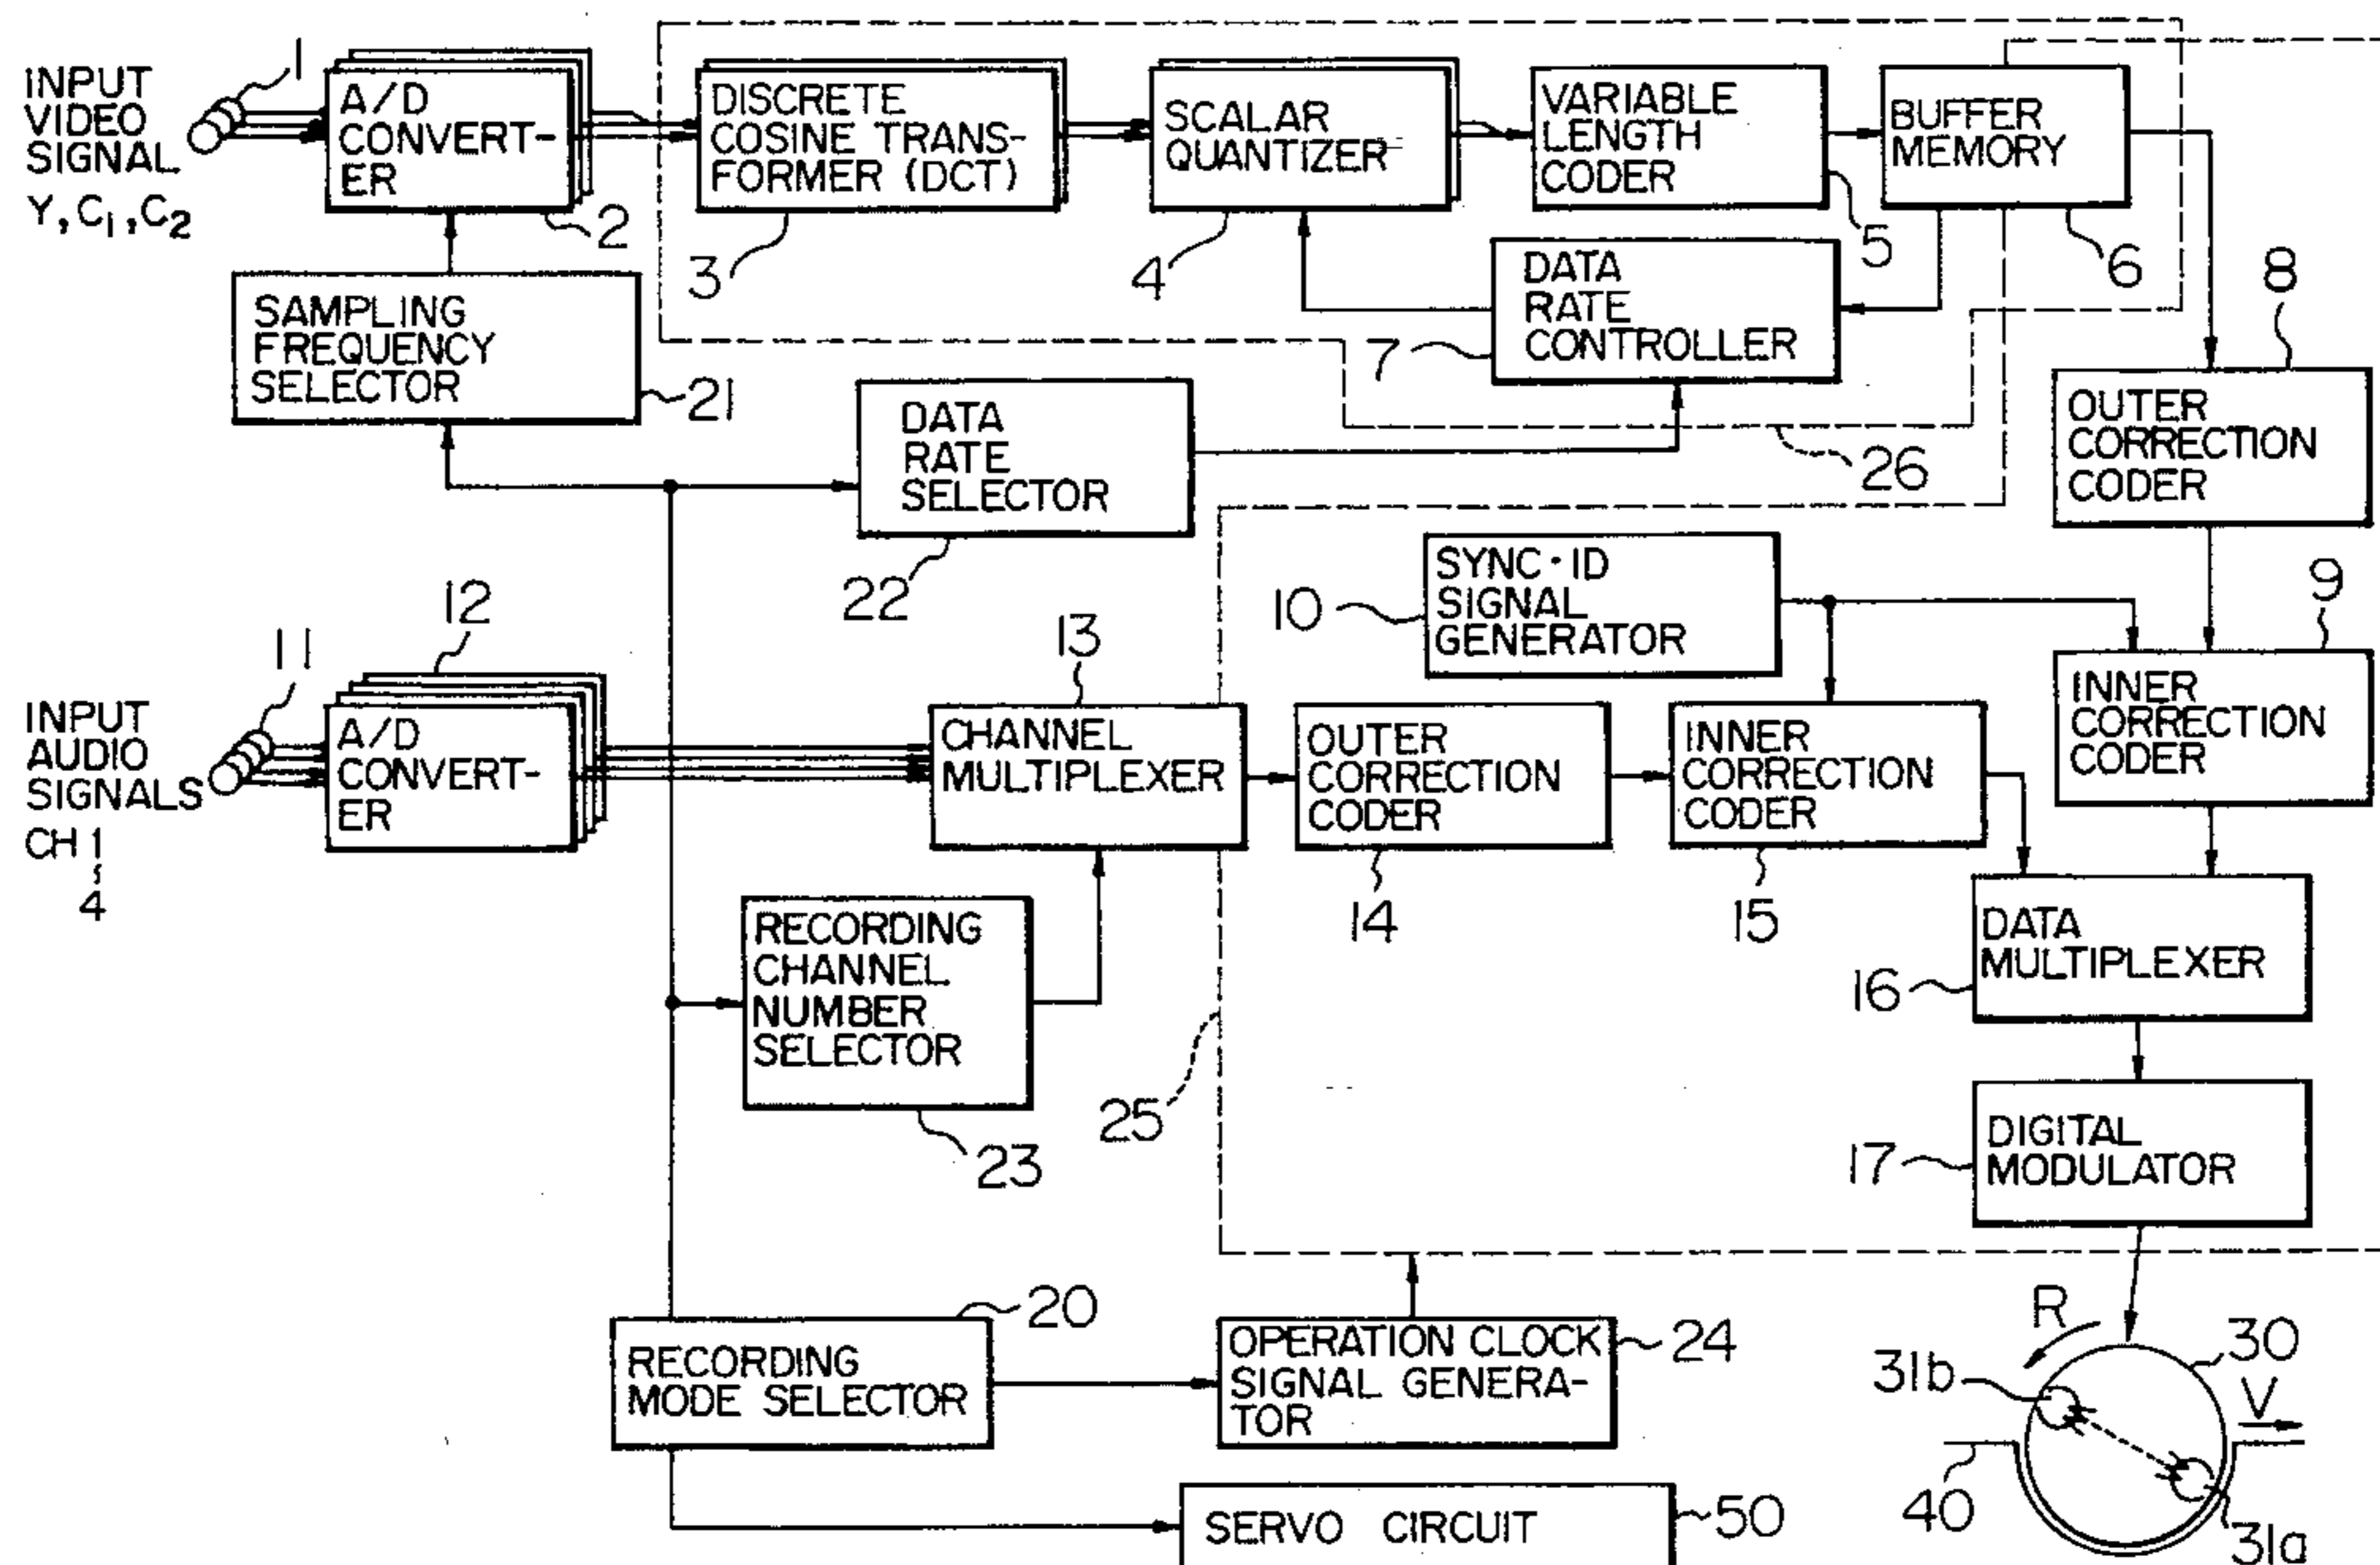 INPUT
VIDEO
SIGNAL
Y, C1, C2
1
A/D
CONVERT-
ER
2
DISCRETE
COSINE TRANS-
FORMER (DCT)
3
SCALAR
QUANTIZER
4
VARIABLE
LENGTH
CODER
5
BUFFER
MEMORY
6
SAMPLING
FREQUENCY
SELECTOR
21
DATA
RATE
CONTROLLER
7
8
OUTER
CORRECTION
CODER
DATA
RATE
SELECTOR
22
26
SYNC·ID
SIGNAL
GENERATOR
10
9
INNER
CORRECTION
CODER
INPUT
AUDIO
SIGNALS
CH 1
~
4
11
12
A/D
CONVERT-
ER
13
CHANNEL
MULTIPLEXER
OUTER
CORRECTION
CODER
14
INNER
CORRECTION
CODER
15
DATA
MULTIPLEXER
16
RECORDING
CHANNEL
NUMBER
SELECTOR
23
25
DIGITAL
MODULATOR
17
20
RECORDING
MODE SELECTOR
OPERATION CLOCK
SIGNAL GENERA-
TOR
24
R
30
31b
V
40
31a
SERVO CIRCUIT
50